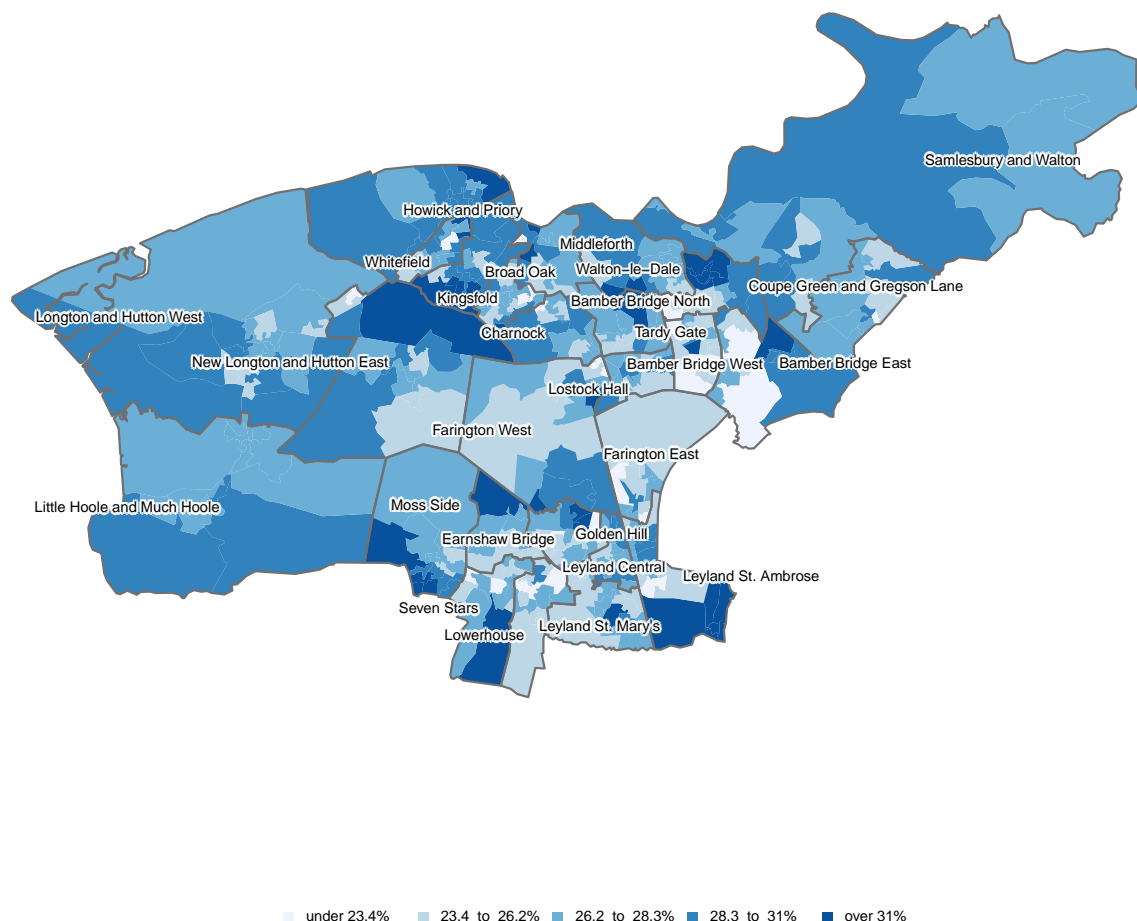 Samlesbury and Walton
Howick and Priory
Middleforth
Whitefield
Broad Oak
Walton−le−Dale
Coupe Green and Gregson Lane
Kingsfold
Bamber Bridge North
Longton and Hutton West
Charnock
Tardy Gate
New Longton and Hutton East
Bamber Bridge West
Bamber Bridge East
Lostock Hall
Farington West
Farington East
Moss Side
Little Hoole and Much Hoole
Golden Hill
Earnshaw Bridge
Leyland Central
Leyland St. Ambrose
Seven Stars
Leyland St. Mary's
Lowerhouse
under 23.4% 23.4 to 26.2% 26.2 to 28.3% 28.3 to 31% over 31%